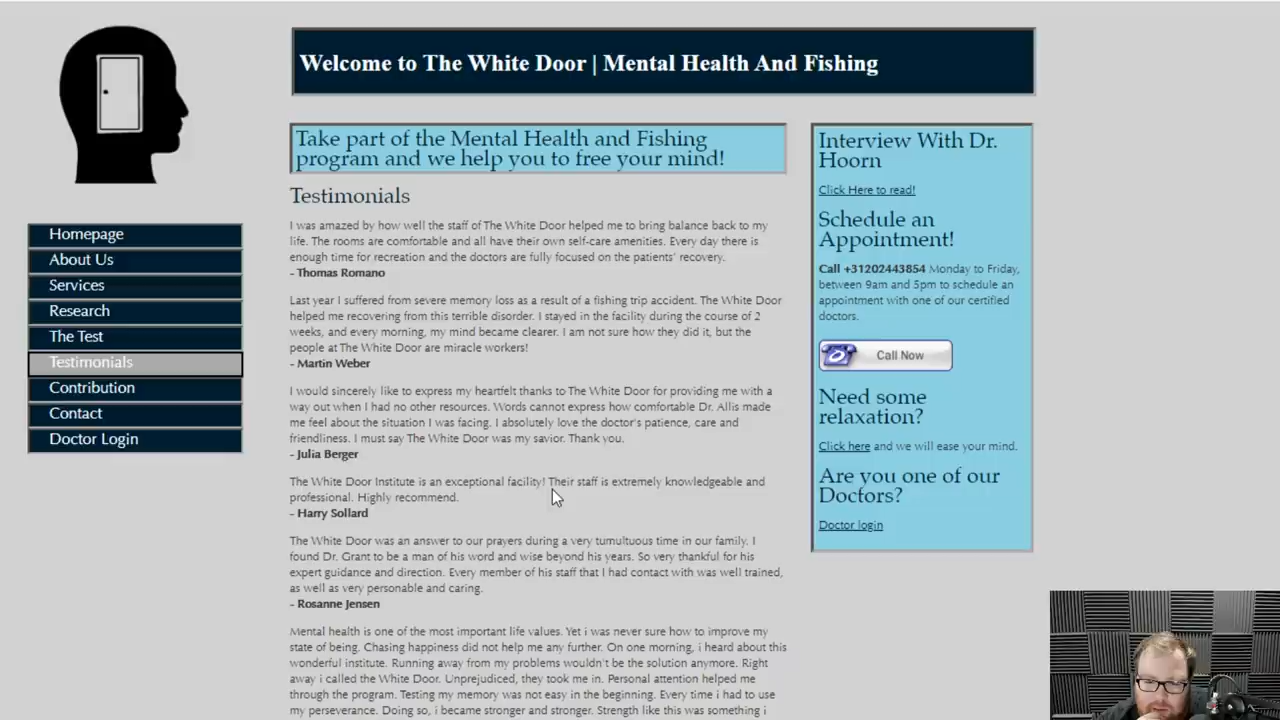 Welcome to The White Door | Mental Health And Fishing
Homepage
About Us
Services
Research
The Test
Testimonials
Contribution
Contact
Doctor Login
Take part of the Mental Health and Fishing
program and we help you to free your mind!
Testimonials
I was amazed by how well the staff of The White Door helped me to bring balance back to my
life. The rooms are comfortable and all have their own self-care amenities. Every day there is
enough time for recreation and the doctors are fully focused on the patients' recovery.
- Thomas Romano
Last year I suffered from severe memory loss as a result of a fishing trip accident. The White Door
helped me recovering from this terrible disorder. I stayed in the facility during the course of 2
weeks, and every morning, my mind became clearer. I am not sure how they did it, but the
people at The White Door are miracle workers!
- Martin Weber
I would sincerely like to express my heartfelt thanks to The White Door for providing me with a
way out when I had no other resources. Words cannot express how comfortable Dr. Allis made
me feel about the situation I was facing. I absolutely love the doctor's patience, care and
friendliness. I must say The White Door was my savior. Thank you.
- Julia Berger
The White Door Institute is an exceptional facility! Their staff is extremely knowledgeable and
professional. Highly recommend.
- Harry Sollard
The White Door was an answer to our prayers during a very tumultuous time in our family. I
found Dr. Grant to be a man of his word and wise beyond his years. So very thankful for his
expert guidance and direction. Every member of his staff that I had contact with was well trained,
as well as very personable and caring.
- Rosanne Jensen
Mental health is one of the most important life values. Yet i was never sure how to improve my
state of being. Chasing happiness did not help me any further. On one morning, i heard about this
wonderful institute. Running away from my problems wouldn't be the solution anymore. Right
away i called the White Door. Unprejudiced, they took me in. Personal attention helped me
through the program. Testing my memory was not easy in the beginning. Every time i had to use
my perseverance. Doing so, i became stronger and stronger. Strength like this was something i
Interview With Dr.
Hoorn
Click Here to read!
Schedule an
Appointment!
Call +31202443854 Monday to Friday,
between 9am and 5pm to schedule an
appointment with one of our certified
doctors.
Call Now
Need some
relaxation?
Click here and we will ease your mind.
Are you one of our
Doctors?
Doctor login